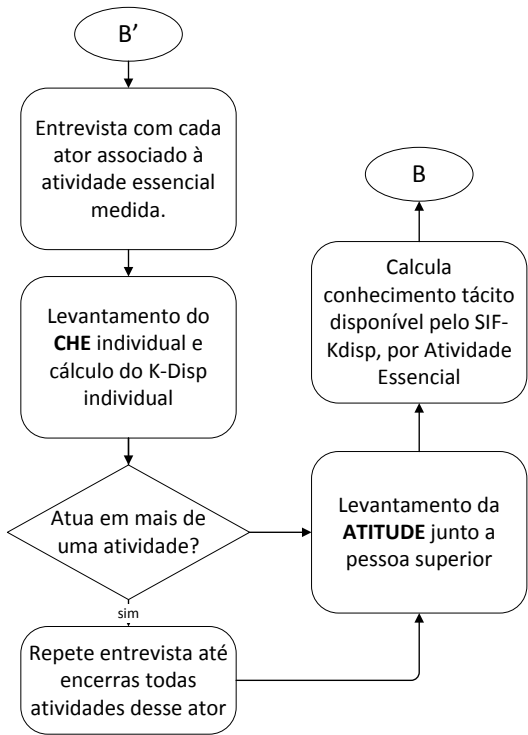 B’
Entrevista com cada
ator associado à
atividade essencial
medida.
Levantamento do
CHE individual e
cálculo do K-Disp
individual
Atua em mais de
uma atividade?
sim
Repete entrevista até
encerras todas
atividades desse ator
Levantamento da
ATITUDE junto a
pessoa superior
Calcula
conhecimento tácito
disponível pelo SIF-
Kdisp, por Atividade
Essencial
B